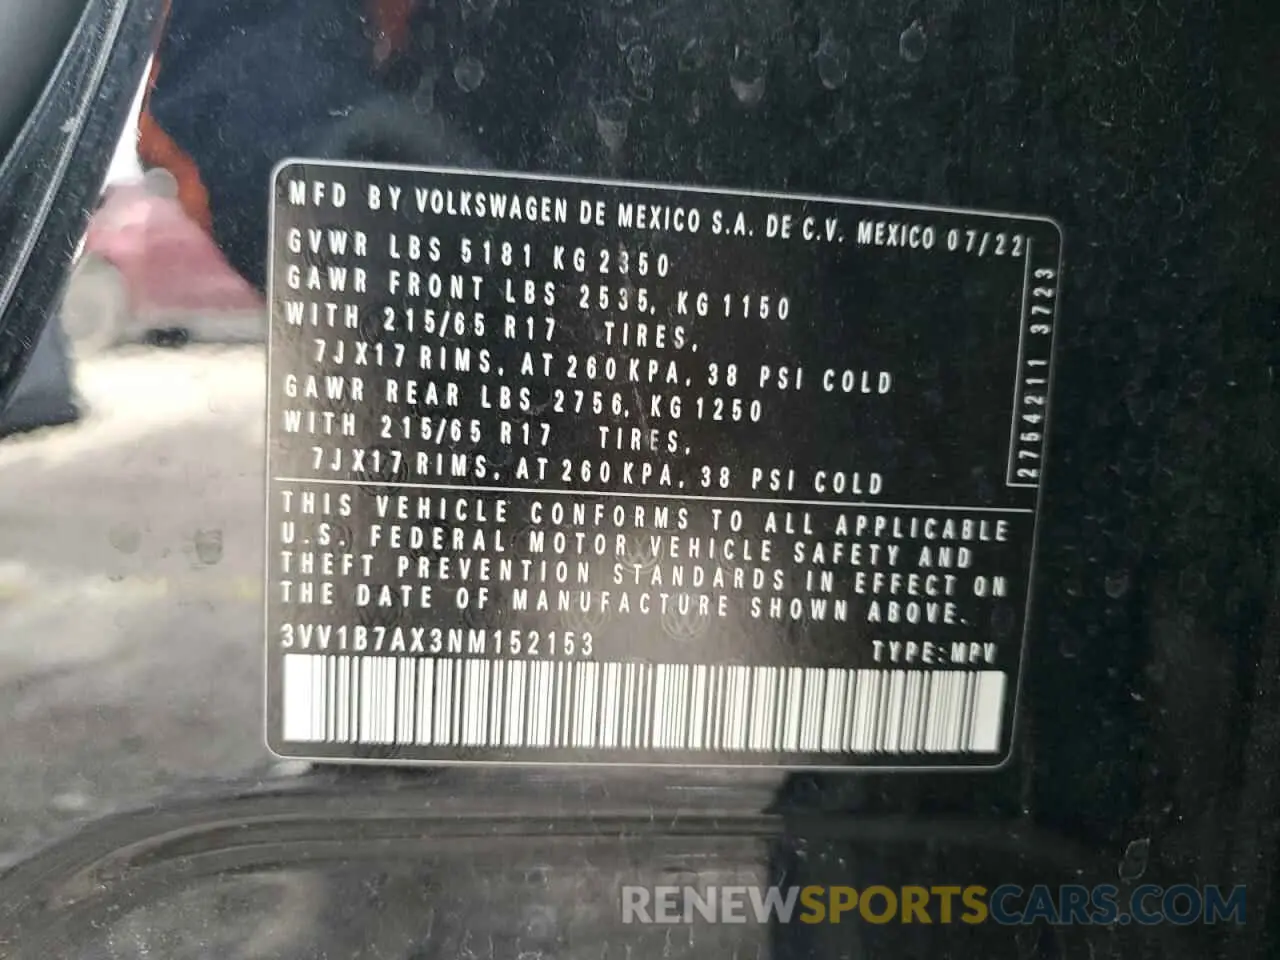 MFD BY VOLKSWAGEN DE MEXICO S.A. DE C.V. MEXICO 07/22
GVWR LBS 5181 KG 2350
GAWR FRONT LBS 2535, KG 1150
WITH 215/65 R17 TIRES,
7JX17 RIMS, AT 260 KPA, 38 PSI COLD
GAWR REAR LBS 2756, KG 1250
WITH 215/65 R17 TIRES,
7JX17 RIMS, AT 260 KPA, 38 PSI COLD
27542111 3723
THIS VEHICLE CONFORMS TO ALL APPLICABLE
U.S. FEDERAL MOTOR VEHICLE SAFETY AND
THEFT PREVENTION STANDARDS IN EFFECT ON
THE DATE OF MANUFACTURE SHOWN ABOVE.
3VV1B7AX3NM152153 TYPE:MPV
RENEWSPORTSCARS.COM